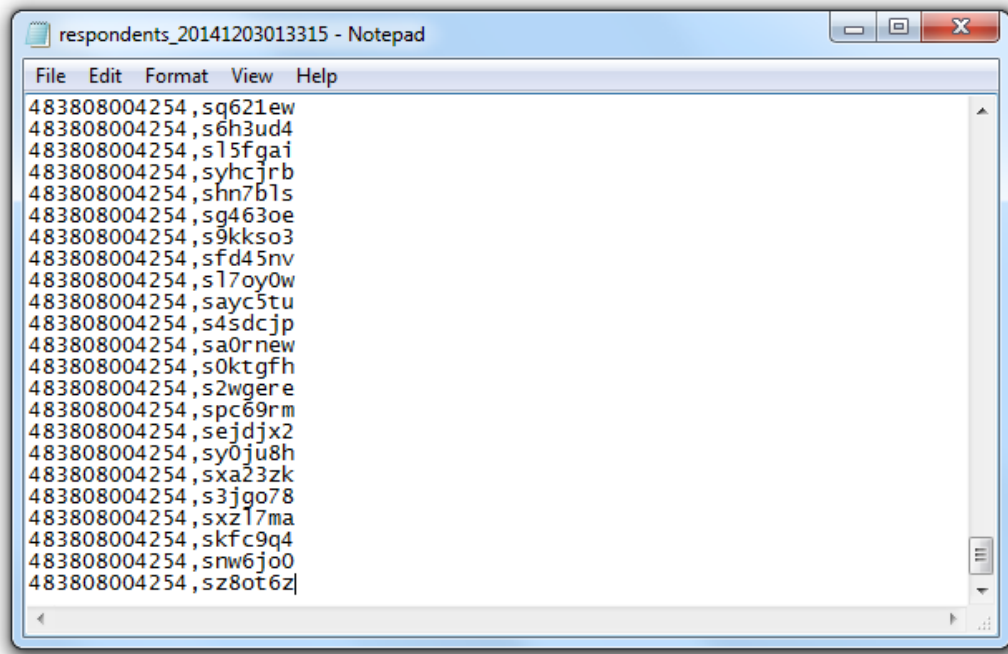 respondents_20141203013315 - Notepad
File Edit Format View Help
483808004254,sq621ew
483808004254,s6h3ud4
483808004254,sl5fgai
483808004254,syhcjrb
483808004254,shn7bls
483808004254,sg463oe
483808004254,s9kkso3
483808004254,sfd45nv
483808004254,sl7oy0w
483808004254,sayc5tu
483808004254,s4sdcjp
483808004254,sa0rnew
483808004254,s0ktgfh
483808004254,s2wgere
483808004254,spc69rm
483808004254,sejdjx2
483808004254,sy0ju8h
483808004254,sxa23zk
483808004254,s3jgo78
483808004254,sxzl7ma
483808004254,skfc9q4
483808004254,snw6jo0
483808004254,sz8ot6z